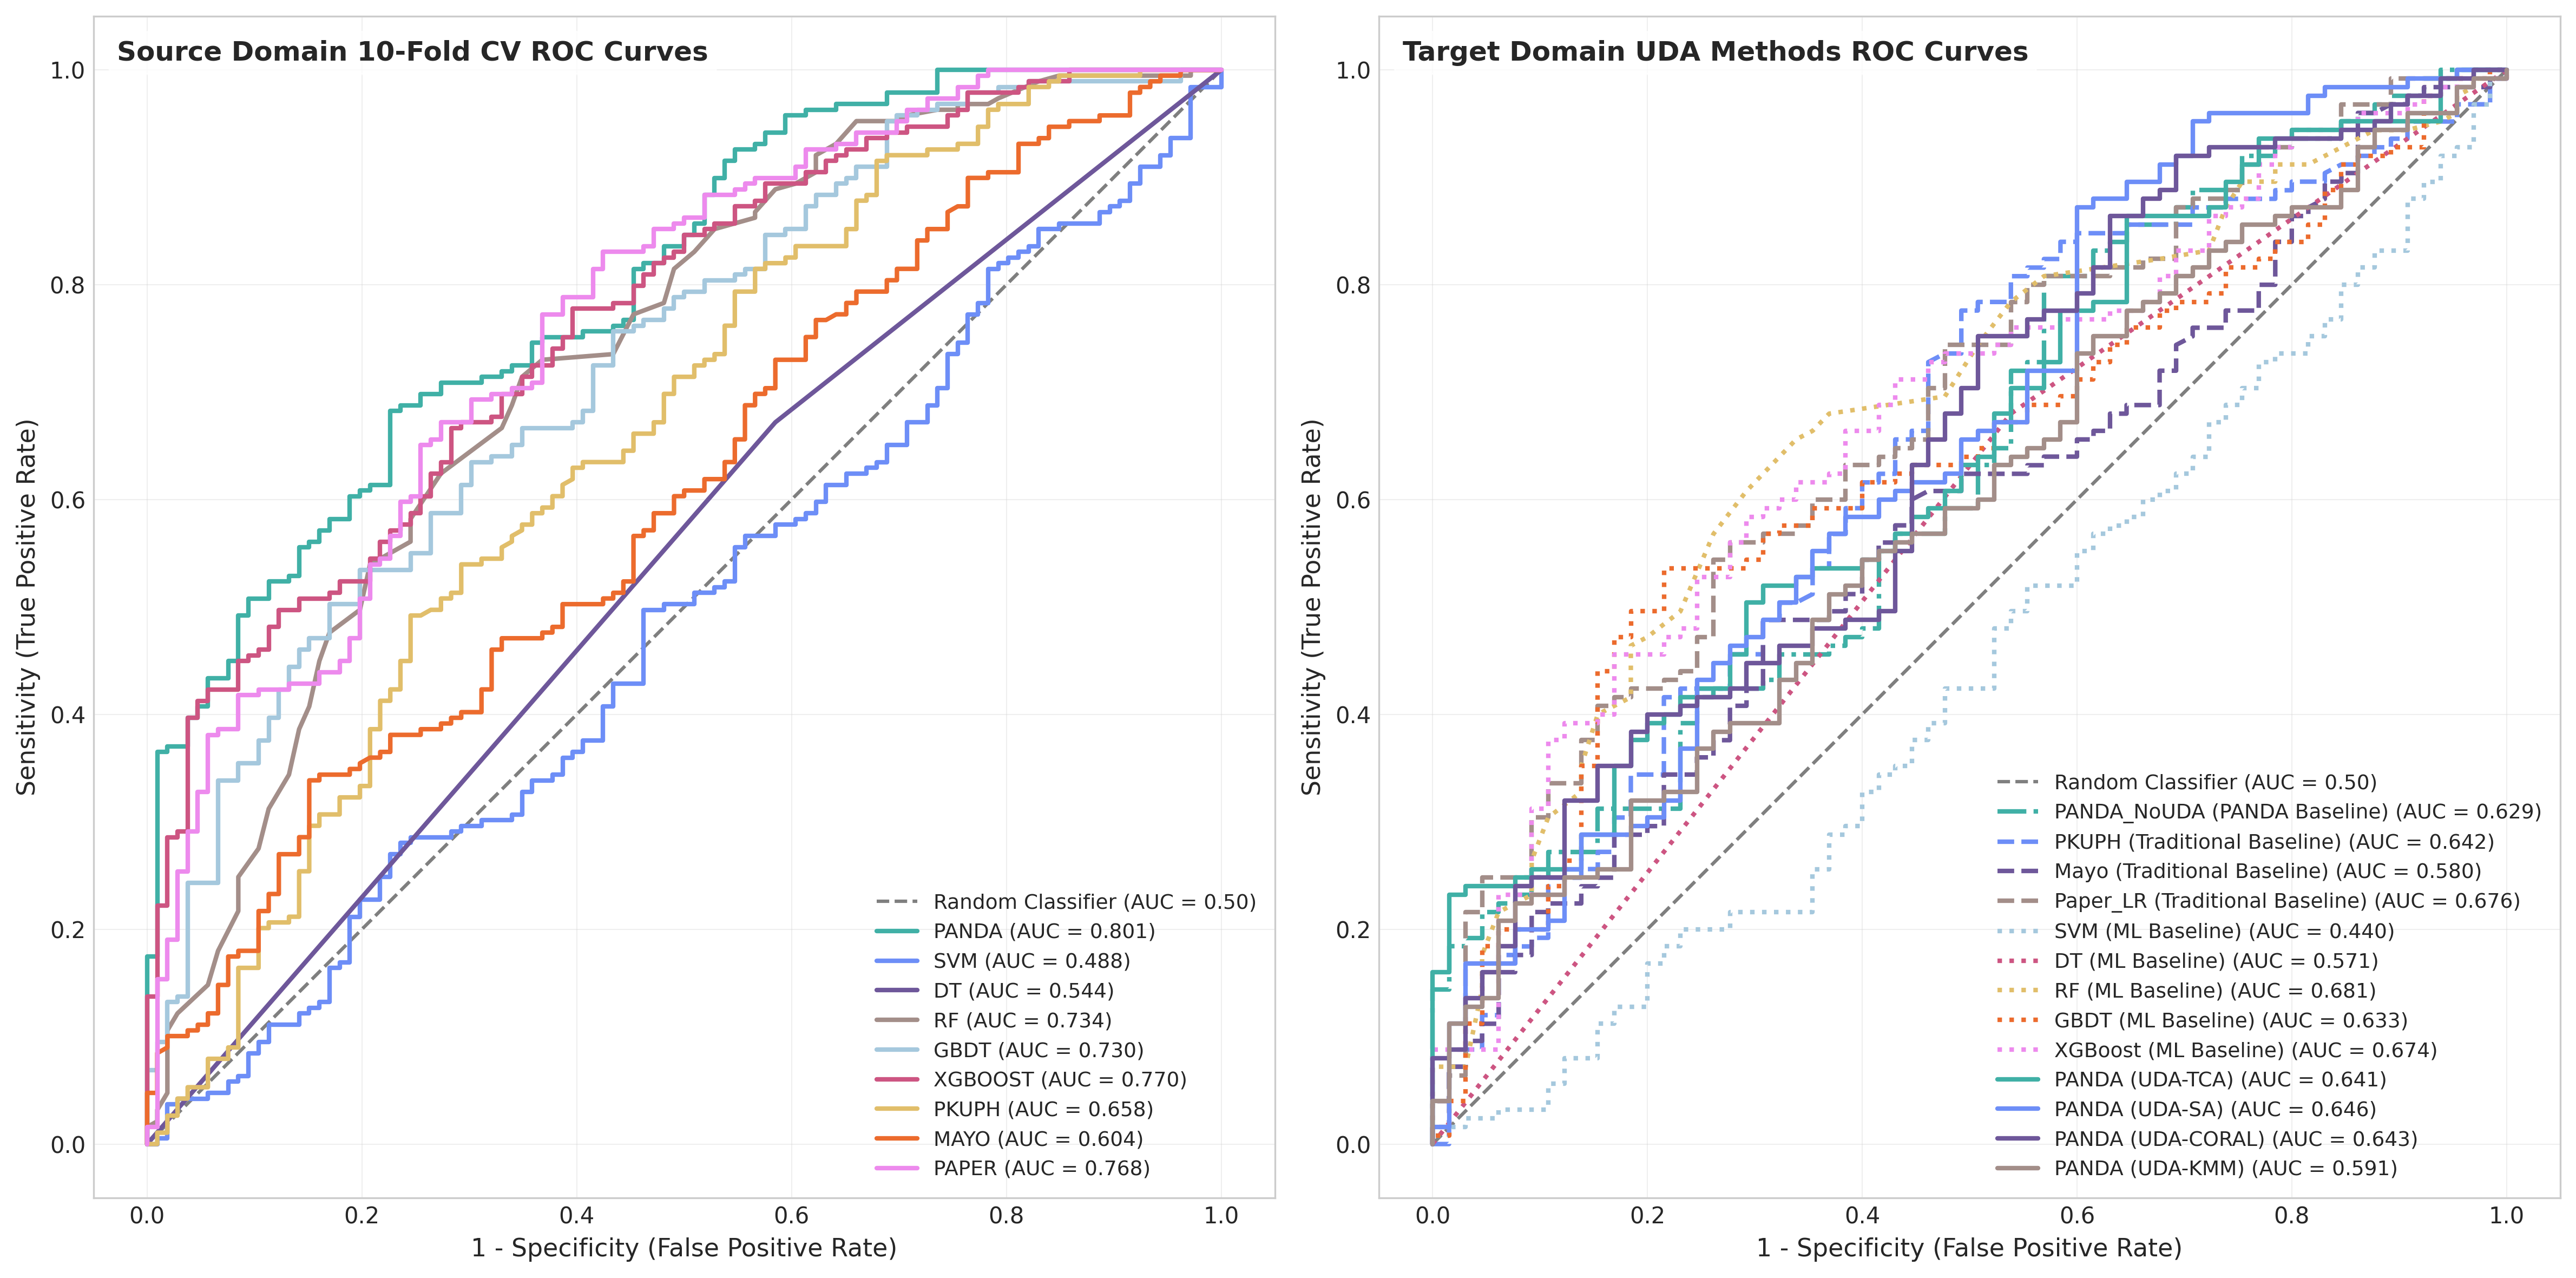 Source Domain 10-Fold CV ROC Curves
Sensitivity (True Positive Rate)
1.0
0.8
0.6
0.4
0.2
0.0
Random Classifier (AUC = 0.50)
PANDA (AUC = 0.801)
SVM (AUC = 0.488)
DT (AUC = 0.544)
RF (AUC = 0.734)
GBDT (AUC = 0.730)
XGBOOST (AUC = 0.770)
PKUPH (AUC = 0.658)
MAYO (AUC = 0.604)
PAPER (AUC = 0.768)
0.0 0.2 0.4 0.6 0.8 1.0
1 - Specificity (False Positive Rate)
Target Domain UDA Methods ROC Curves
Sensitivity (True Positive Rate)
1.0
0.8
0.6
0.4
0.2
0.0
Random Classifier (AUC = 0.50)
PANDA_NoUDA (PANDA Baseline) (AUC = 0.629)
PKUPH (Traditional Baseline) (AUC = 0.642)
Mayo (Traditional Baseline) (AUC = 0.580)
Paper_LR (Traditional Baseline) (AUC = 0.676)
SVM (ML Baseline) (AUC = 0.440)
DT (ML Baseline) (AUC = 0.571)
RF (ML Baseline) (AUC = 0.681)
GBDT (ML Baseline) (AUC = 0.633)
XGBoost (ML Baseline) (AUC = 0.674)
PANDA (UDA-TCA) (AUC = 0.641)
PANDA (UDA-SA) (AUC = 0.646)
PANDA (UDA-CORAL) (AUC = 0.643)
PANDA (UDA-KMM) (AUC = 0.591)
0.0 0.2 0.4 0.6 0.8 1.0
1 - Specificity (False Positive Rate)